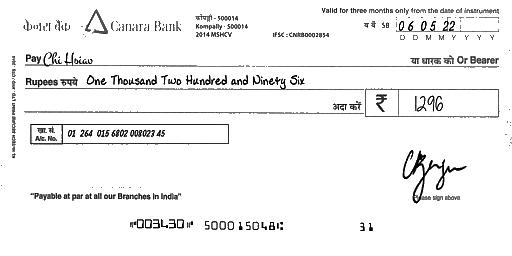 Valid for three months only from the date of instrument
केनरा बैंक Canara Bank
कोंपल्ली - 500014
Kompally - 500014
2014 MSHCV
IFSC : CNRB0002854
SB 06 05 22
D D M M Y Y Y Y
Pay Chi Hsiao या धारक को Or Bearer
Rupees रुपये One Thousand Two Hundred and Ninety Six
अदा करें ₹ 1296
खा. सं.
A/c. No. 01 264 015 6802 008023 45
"Payable at par at all our Branches in India"
Please sign above
⑈003430⑈ 500015048⑆ 31